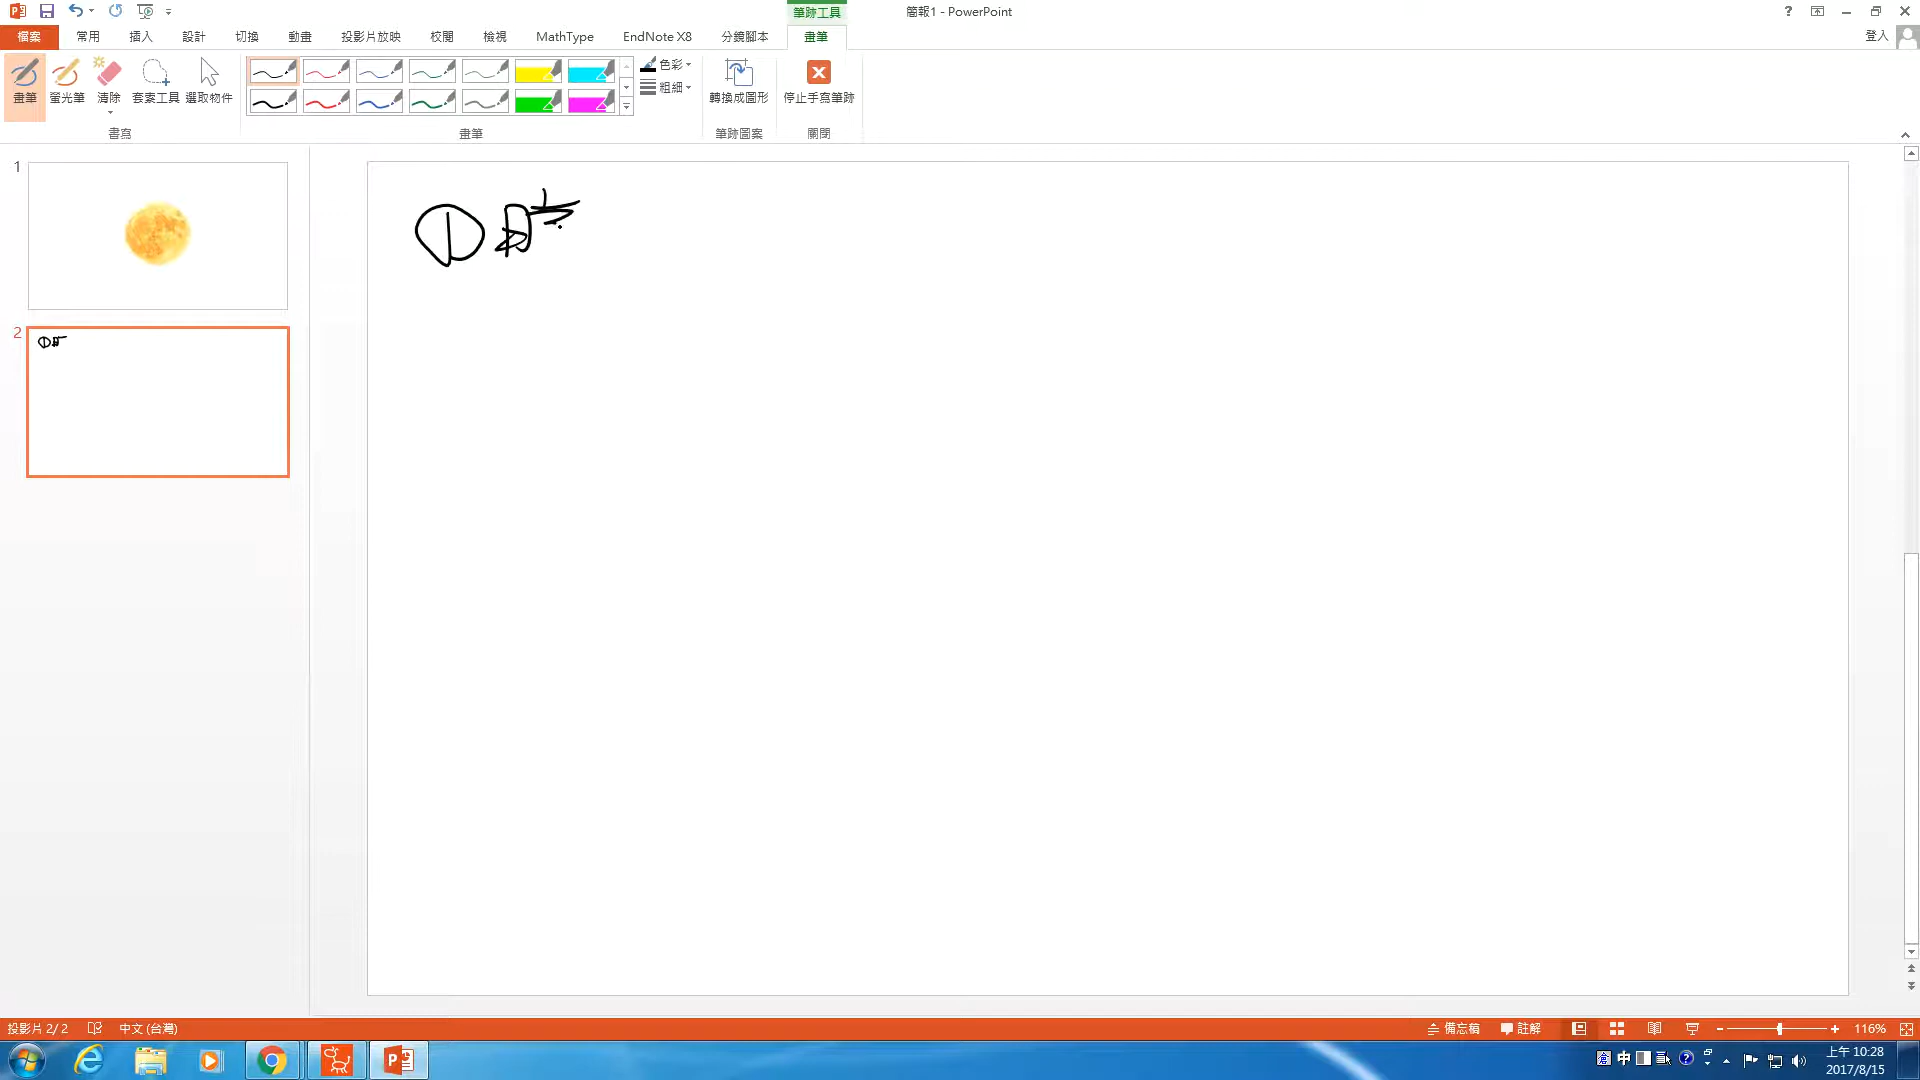 筆跡工具
簡報1 - PowerPoint
檔案 常用 插入 設計 切換 動畫 投影片放映 校閱 檢視 MathType EndNote X8 分鏡腳本 畫筆 登入
畫筆 螢光筆 清除 套索工具 選取物件 色彩 粗細 轉換成圖形 停止手寫筆跡
書寫 畫筆 筆跡圖案 關閉
1
2
①
投影片 2/ 2 中文 (台灣) 備忘稿 註解 116%
中 上午 10:28
2017/8/15